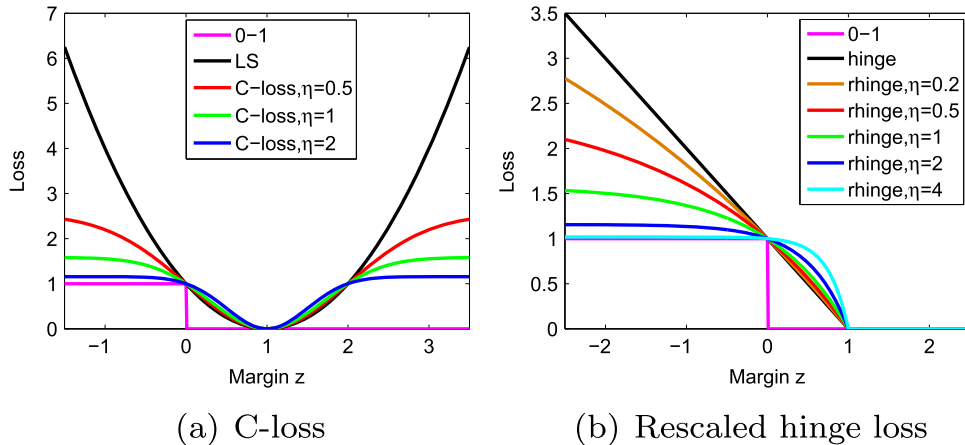 7
6
5
4
3
2
1
0
Loss
−1 0 1 2 3
Margin z
0−1
LS
C−loss,η=0.5
C−loss,η=1
C−loss,η=2
(a) C-loss
3.5
3
2.5
2
1.5
1
0.5
0
Loss
−2 −1 0 1 2
Margin z
0−1
hinge
rhinge,η=0.2
rhinge,η=0.5
rhinge,η=1
rhinge,η=2
rhinge,η=4
(b) Rescaled hinge loss